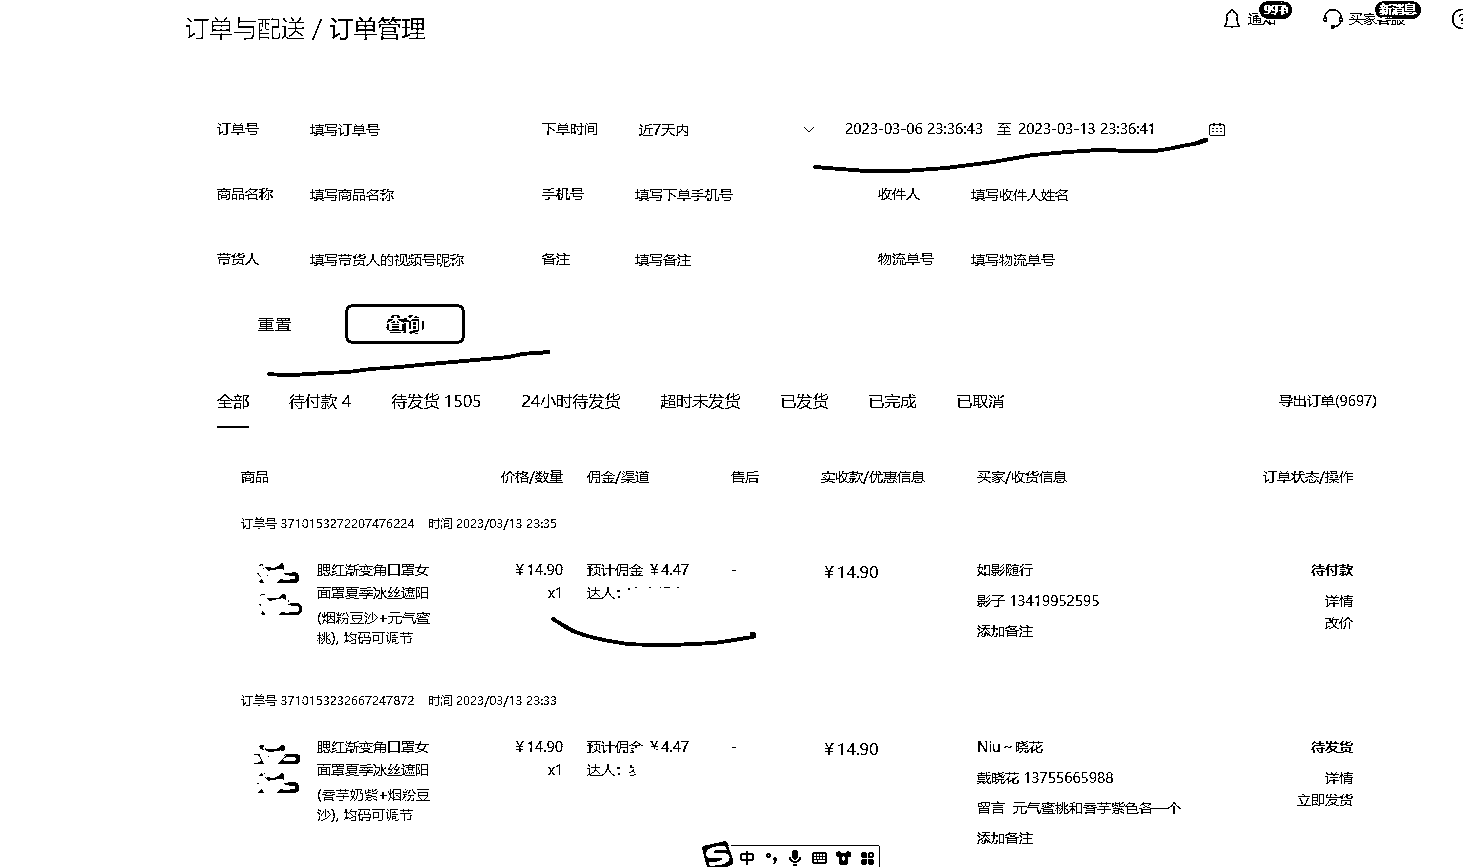 订单与配送 / 订单管理
通知 99+
买家客服 新消息
订单号 填写订单号 下单时间 近7天内 2023-03-06 23:36:43 至 2023-03-13 23:36:41
商品名称 填写商品名称 手机号 填写下单手机号 收件人 填写收件人姓名
带货人 填写带货人的视频号昵称 备注 填写备注 物流单号 填写物流单号
重置 查询
全部 待付款 4 待发货 1505 24小时待发货 超时未发货 已发货 已完成 已取消 导出订单(9697)
商品 价格/数量 佣金/渠道 售后 实收款/优惠信息 买家/收货信息 订单状态/操作
订单号 3710153272207476224 时间 2023/03/13 23:35
腮红渐变角口罩女 ¥14.90 预计佣金 ¥4.47 - ¥14.90 如影随行 待付款
面罩夏季冰丝遮阳 x1 达人: 影子 13419952595 详情
(烟粉豆沙+元气蜜 改价
桃), 均码可调节 添加备注
订单号 3710153232667247872 时间 2023/03/13 23:33
腮红渐变角口罩女 ¥14.90 预计佣金 ¥4.47 - ¥14.90 Niu~晓花 待发货
面罩夏季冰丝遮阳 x1 达人: 戴晓花 13755665988 详情
(香芋奶紫+烟粉豆 立即发货
沙), 均码可调节 留言 元气蜜桃和香芋紫色各一个
添加备注
中